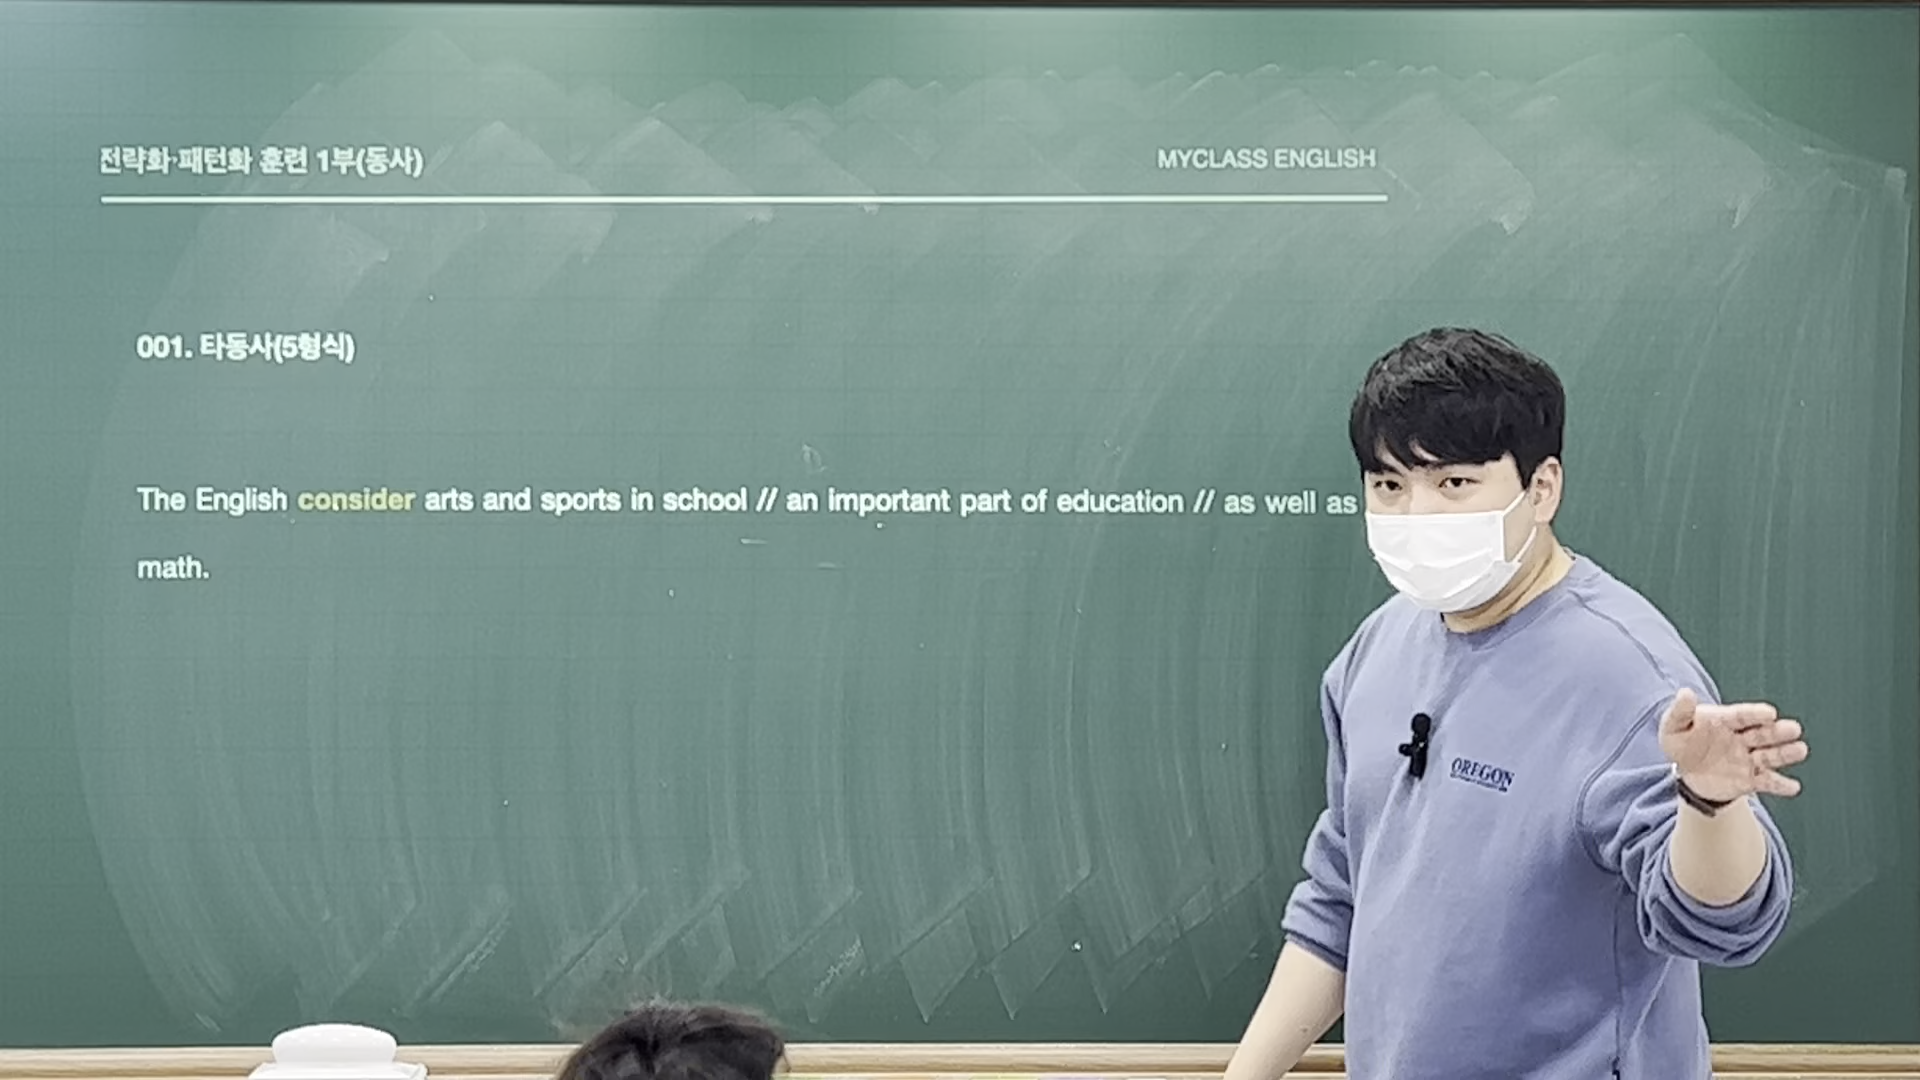 전략화·패턴화 훈련 1부(동사)
MYCLASS ENGLISH
001. 타동사(5형식)
The English consider arts and sports in school // an important part of education // as well as
math.
OREGON